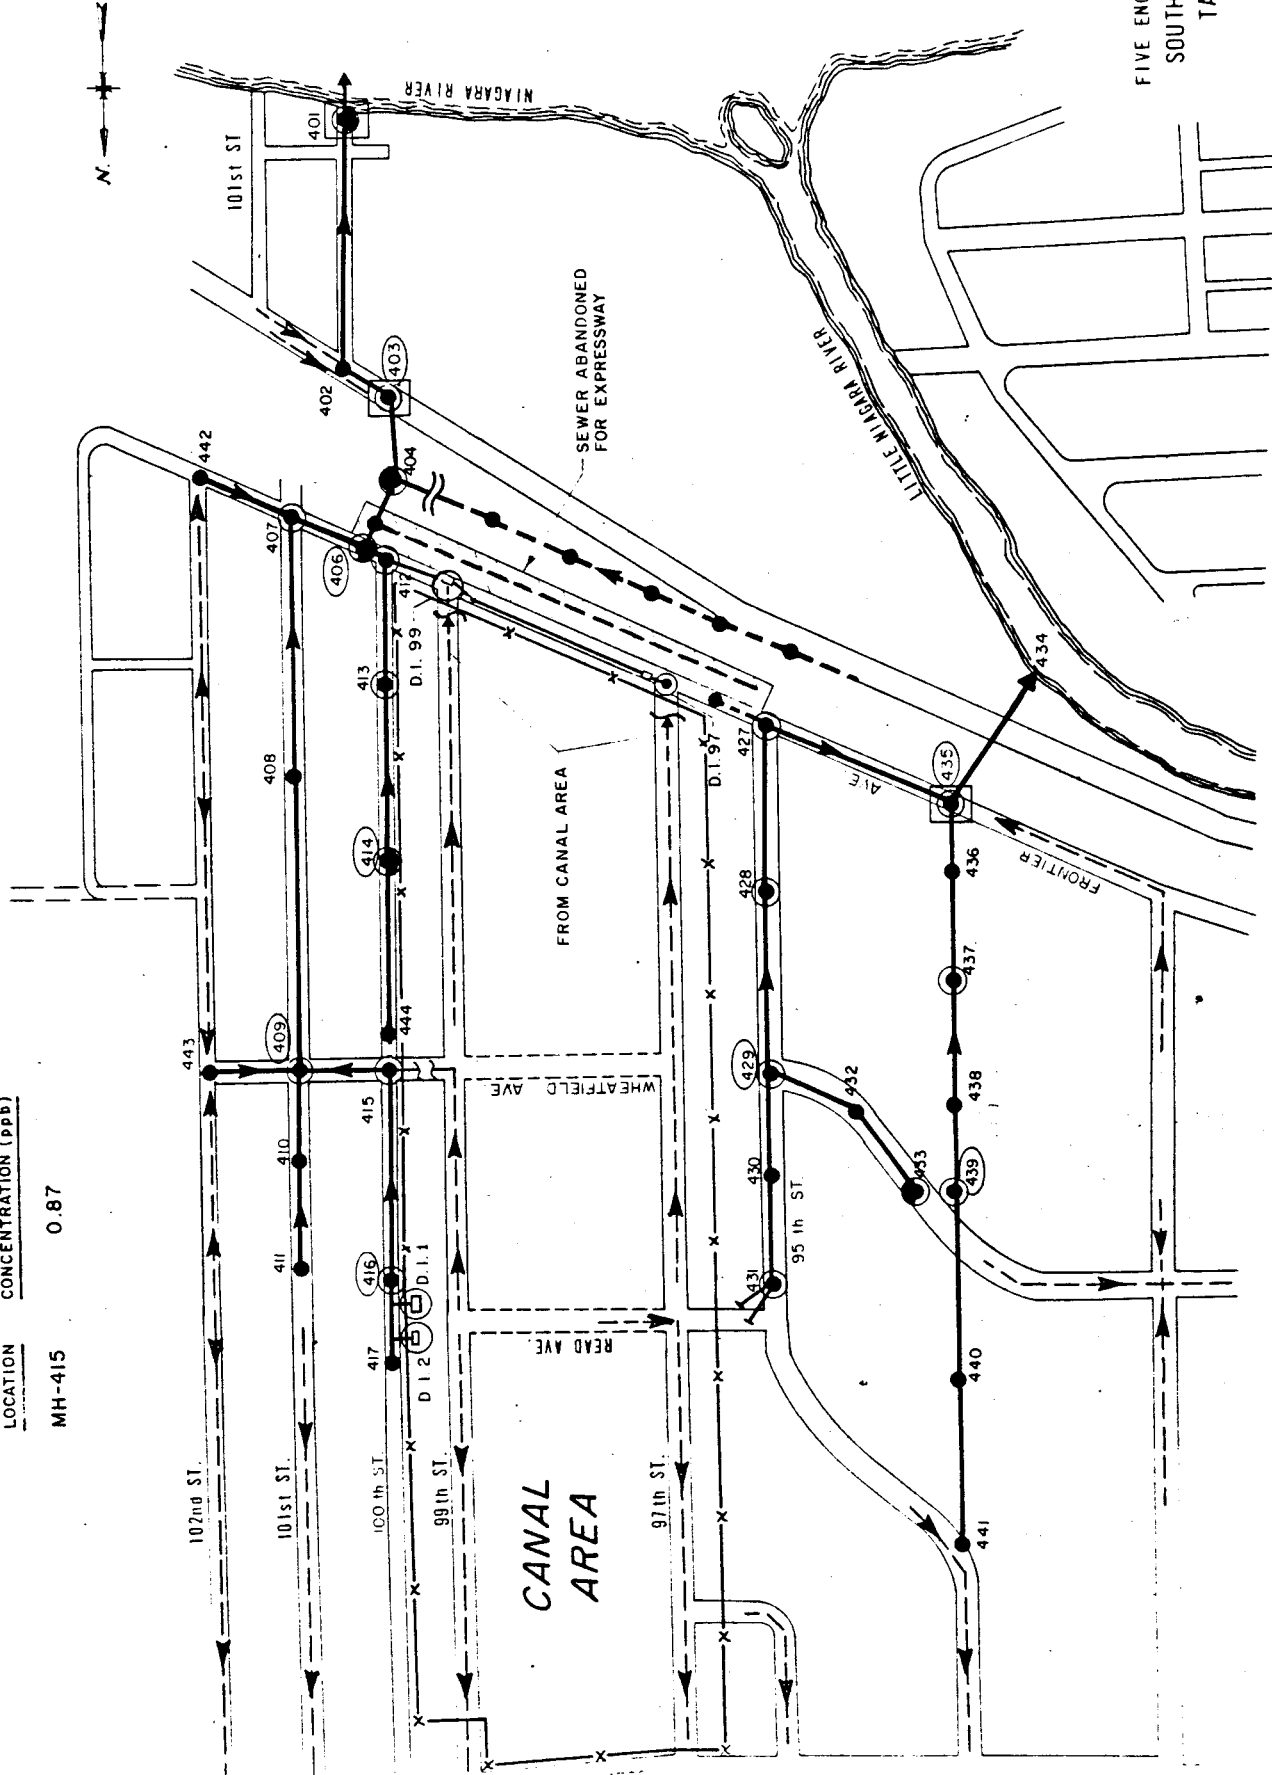 LOCATION CONCENTRATION (ppb)
MH-415 0.87
N.
FIVE
SOUTH
NIAGARA RIVER
101st ST
401
402
403
404
SEWER ABANDONED
FOR EXPRESSWAY
LITTLE NIAGARA RIVER
442
407
406
412
D.I. 99
413
408
414
FROM CANAL AREA
D.I. 97
427
AVE
434
435
436
FRONTIER
428
437
443
409
444
415
WHEATFIELD AVE
429
432
438
410
411
416
D.I.1
D.I.2
417
430
95th ST.
431
433
439
READ AVE.
440
441
102nd ST.
101st ST.
100th ST.
99th ST.
97th ST.
CANAL
AREA